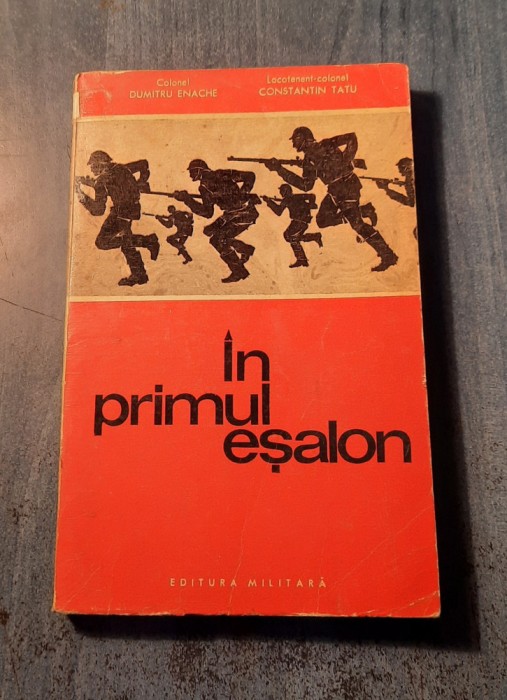 Colonel
DUMITRU ENACHE
Locotenent-colonel
CONSTANTIN TATU
În
primul
eșalon
EDITURA MILITARĂ